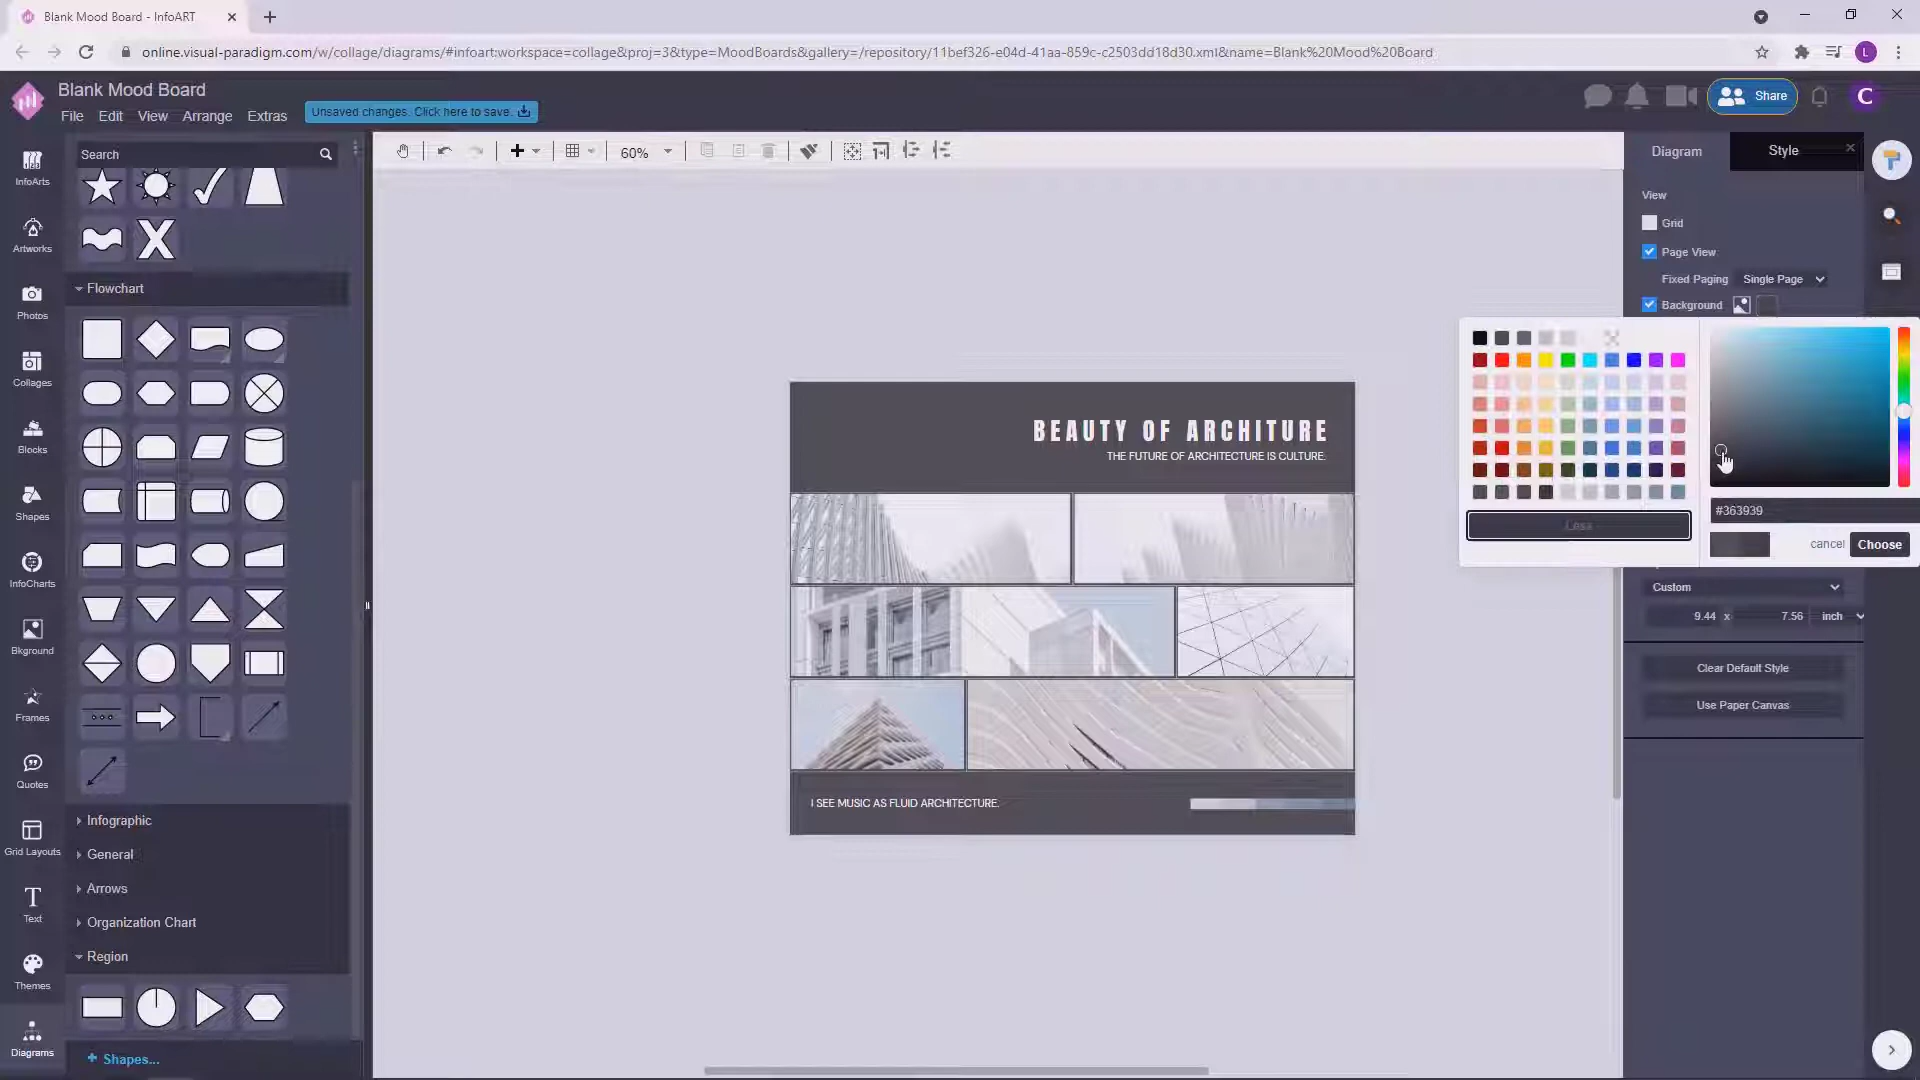 Blank Mood Board - InfoART
online.visual-paradigm.com/w/collage/diagrams/#infoart:workspace=collage&proj=3&type=MoodBoards&gallery=/repository/11bef326-e04d-41aa-859c-c2503dd18d30.xml&name=Blank%20Mood%20Board
L
Blank Mood Board
File Edit View Arrange Extras
Unsaved changes. Click here to save.
Share
C
InfoArts
Artworks
Photos
Collages
Blocks
Shapes
InfoCharts
Bkground
Frames
Quotes
Grid Layouts
Text
Themes
Diagrams
Search
Flowchart
Infographic
General
Arrows
Organization Chart
Region
Shapes...
60%
BEAUTY OF ARCHITURE
THE FUTURE OF ARCHITECTURE IS CULTURE.
I SEE MUSIC AS FLUID ARCHITECTURE.
Diagram
Style
View
Grid
Page View
Fixed Paging Single Page
Background
Less
#363939
cancel Choose
Custom
9.44 x 7.56 inch
Clear Default Style
Use Paper Canvas